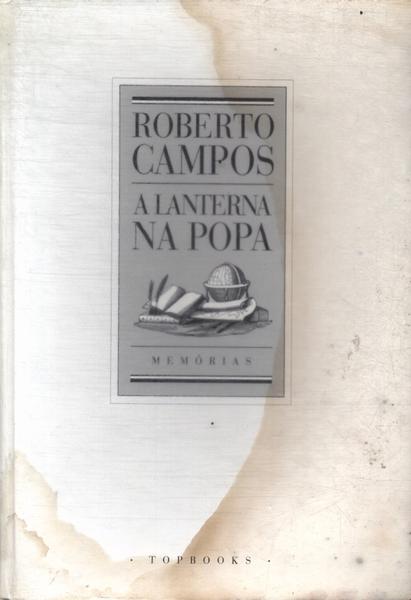 ROBERTO
CAMPOS
A LANTERNA
NA POPA
MEMÓRIAS
· TOPBOOKS ·